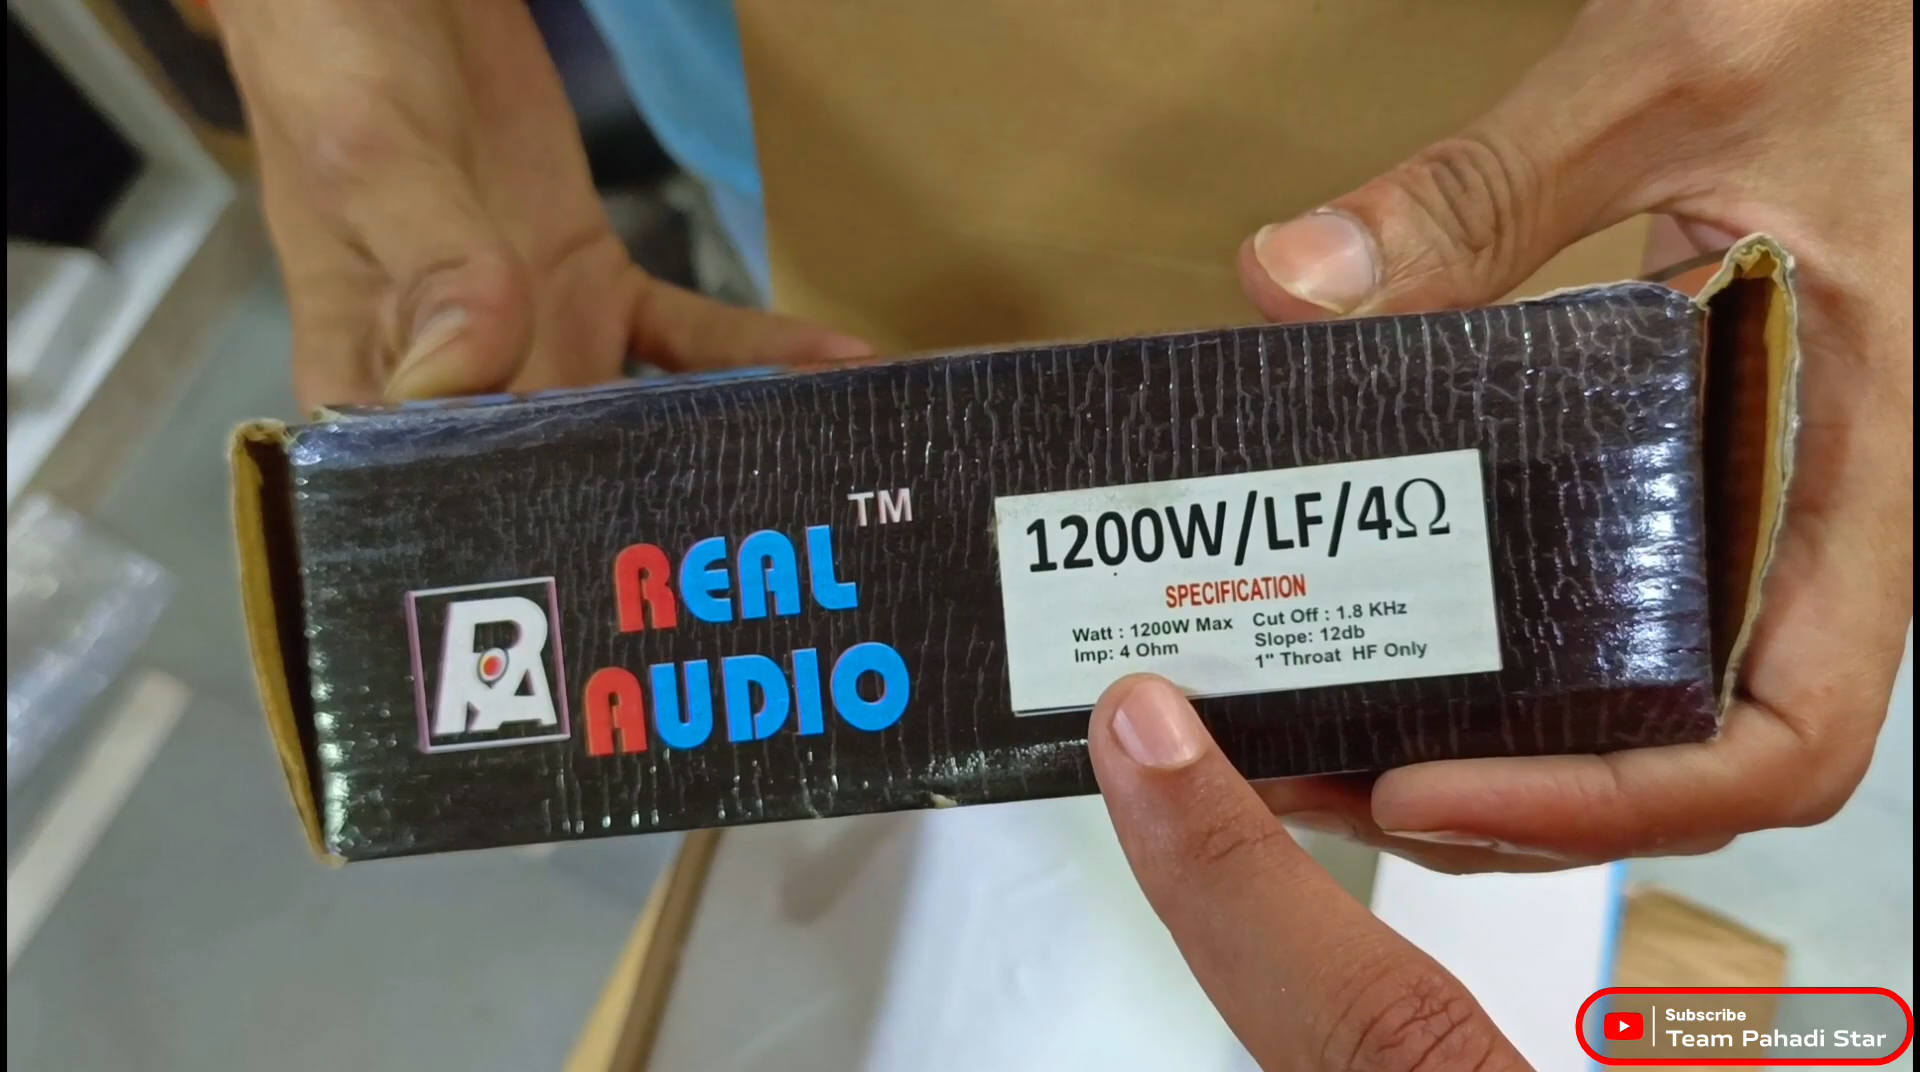 RA
REAL
AUDIO
TM
1200W/LF/4Ω
SPECIFICATION
Watt : 1200W Max
Imp: 4 Ohm
Cut Off : 1.8 KHz
Slope: 12db
1" Throat HF Only
Subscribe
Team Pahadi Star